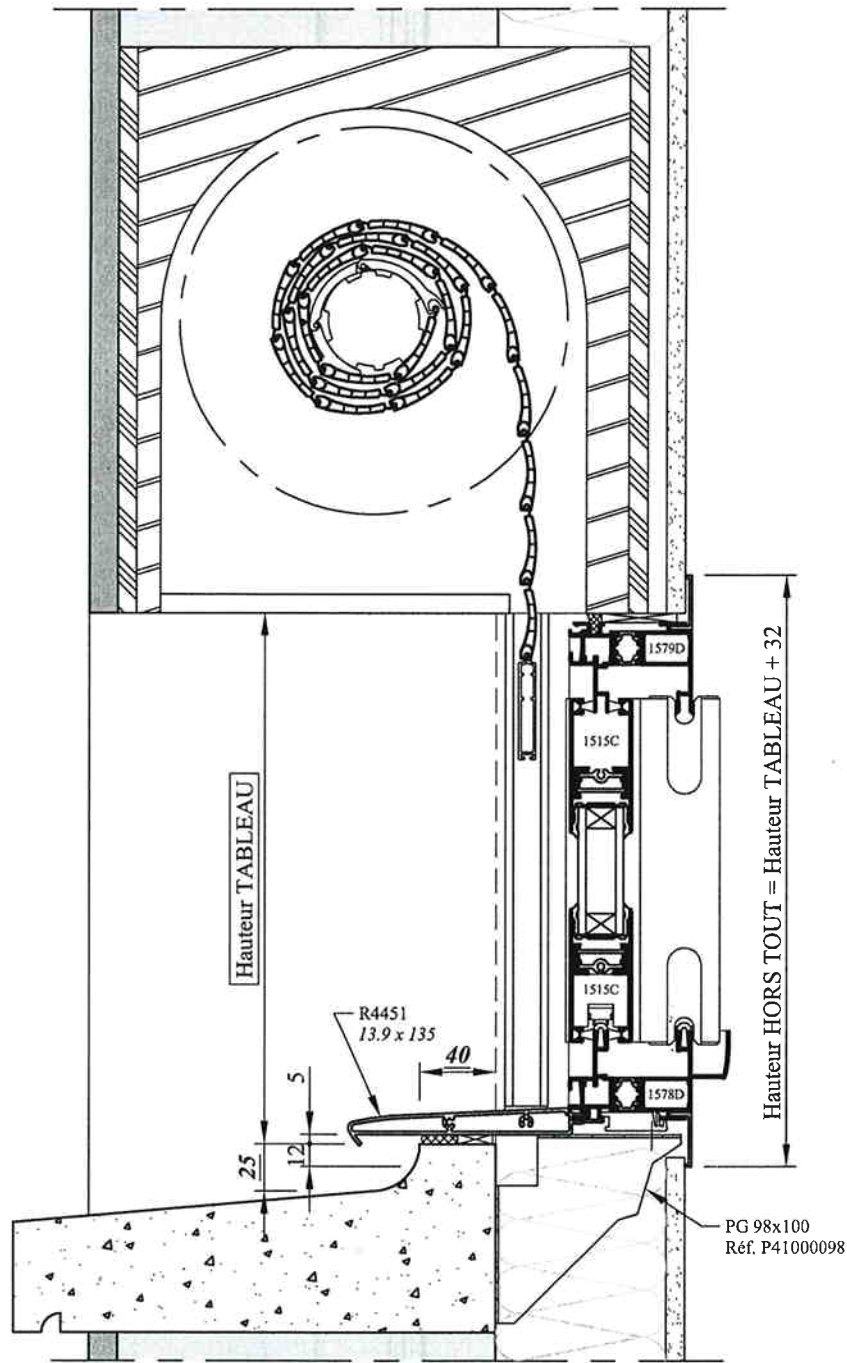 1579D
1515C
Hauteur TABLEAU
Hauteur HORS TOUT = Hauteur TABLEAU + 32
1515C
R4451
13.9 x 135
40
5
1578D
12
25
PG 98x100
Réf. P41000098